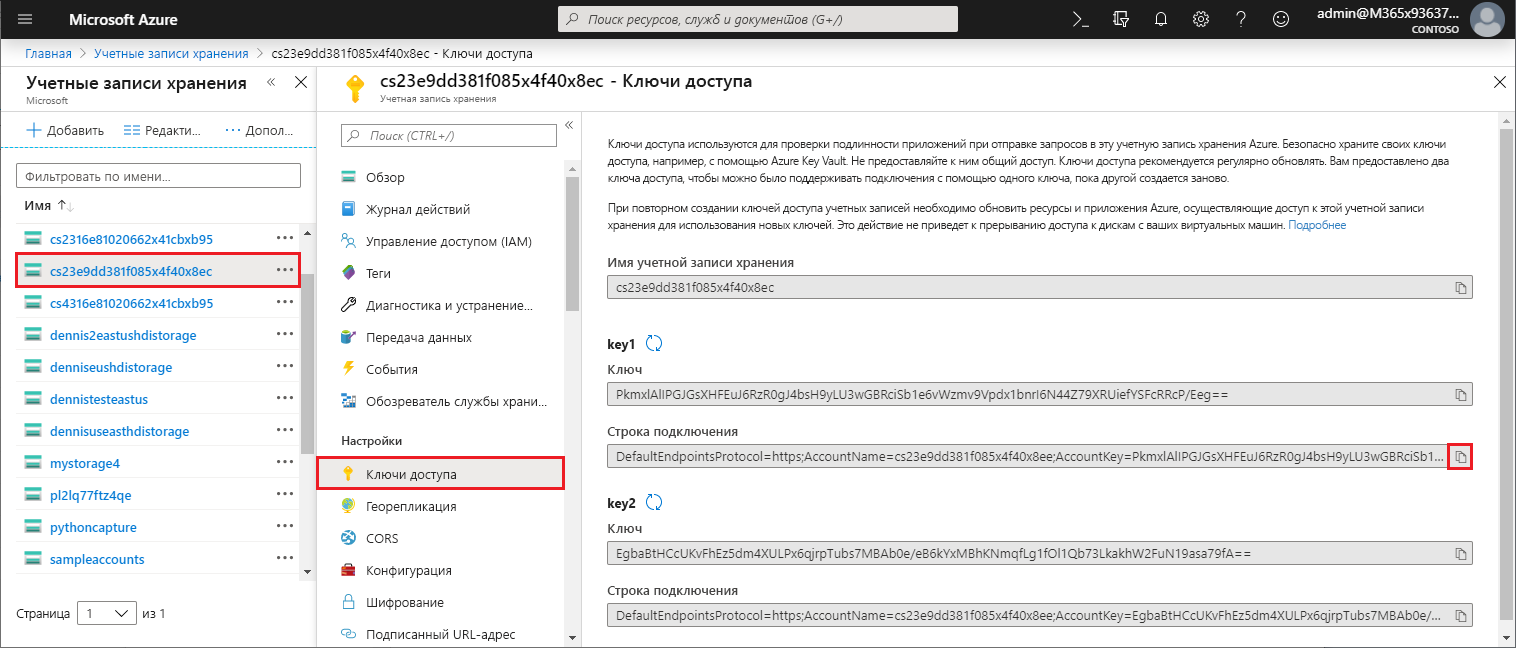 Microsoft Azure
Поиск ресурсов, служб и документов (G+/)
admin@M365x93637...
CONTOSO
Главная > Учетные записи хранения > cs23e9dd381f085x4f40x8ec - Ключи доступа
Учетные записи хранения
Microsoft
Добавить
Редакти...
Допол...
Фильтровать по имени...
Имя
cs2316e81020662x41cbxb95
cs23e9dd381f085x4f40x8ec
cs4316e81020662x41cbxb95
dennis2eastushdistorage
denniseushdistorage
dennistesteastus
dennisuseasthdistorage
mystorage4
pl2lq77ftz4qe
pythoncapture
sampleaccounts
Страница 1 из 1
cs23e9dd381f085x4f40x8ec - Ключи доступа
Учетная запись хранения
Поиск (CTRL+/)
Обзор
Журнал действий
Управление доступом (IAM)
Теги
Диагностика и устранение...
Передача данных
События
Обозреватель службы храни...
Настройки
Ключи доступа
Георепликация
CORS
Конфигурация
Шифрование
Подписанный URL-адрес
Ключи доступа используются для проверки подлинности приложений при отправке запросов в эту учетную запись хранения Azure. Безопасно храните свои ключи
доступа, например, с помощью Azure Key Vault. Не предоставляйте к ним общий доступ. Ключи доступа рекомендуется регулярно обновлять. Вам предоставлено два
ключа доступа, чтобы можно было поддерживать подключения с помощью одного ключа, пока другой создается заново.
При повторном создании ключей доступа учетных записей необходимо обновить ресурсы и приложения Azure, осуществляющие доступ к этой учетной записи
хранения для использования новых ключей. Это действие не приведет к прерыванию доступа к дискам с ваших виртуальных машин. Подробнее
Имя учетной записи хранения
cs23e9dd381f085x4f40x8ec
key1
Ключ
PkmxlAlIPGJGsXHFEuJ6RzR0gJ4bsH9yLU3wGBRciSb1e6vWzmv9Vpdx1bnrI6N44Z79XRUiefYSFcRRcP/Eeg==
Строка подключения
DefaultEndpointsProtocol=https;AccountName=cs23e9dd381f085x4f40x8ee;AccountKey=PkmxlAlIPGJGsXHFEuJ6RzR0gJ4bsH9yLU3wGBRciSb1...
key2
Ключ
EgbaBtHCcUKvFhEz5dm4XULPx6qjrpTubs7MBAb0e/eB6kYxMBhKNmqfLg1fOl1Qb73LkakhW2FuN19asa79fA==
Строка подключения
DefaultEndpointsProtocol=https;AccountName=cs23e9dd381f085x4f40x8ee;AccountKey=EgbaBtHCcUKvFhEz5dm4XULPx6qjrpTubs7MBAb0e/...